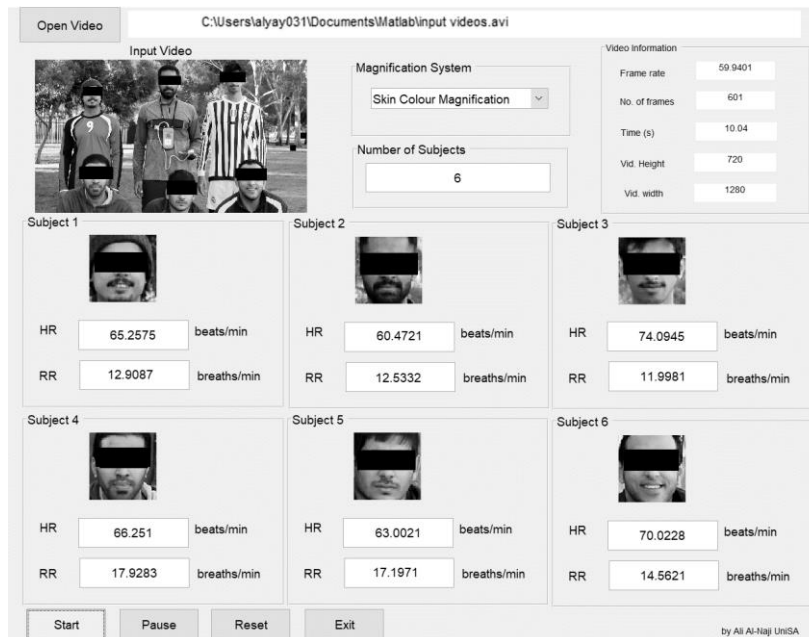 Open Video
C:\Users\alyay031\Documents\Matlab\input videos.avi
Input Video
9
Magnification System
Skin Colour Magnification
Number of Subjects
6
Video Information
Frame rate 59.9401
No. of frames 601
Time (s) 10.04
Vid. Height 720
Vid. width 1280
Subject 1
HR 65.2575 beats/min
RR 12.9087 breaths/min
Subject 2
HR 60.4721 beats/min
RR 12.5332 breaths/min
Subject 3
HR 74.0945 beats/min
RR 11.9981 breaths/min
Subject 4
HR 66.251 beats/min
RR 17.9283 breaths/min
Subject 5
HR 63.0021 beats/min
RR 17.1971 breaths/min
Subject 6
HR 70.0228 beats/min
RR 14.5621 breaths/min
Start Pause Reset Exit
by Ali Al-Naji UniSA